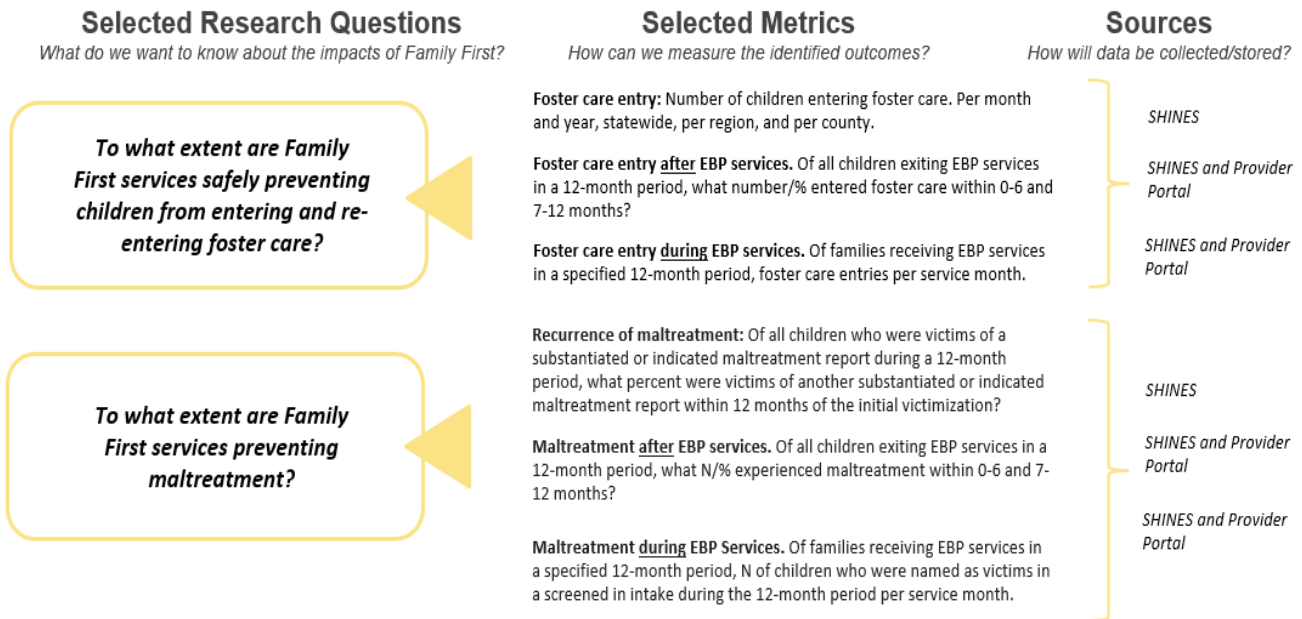 Selected Research Questions
What do we want to know about the impacts of Family First?
Selected Metrics
How can we measure the identified outcomes?
Sources
How will data be collected/stored?
To what extent are Family
First services safely preventing
children from entering and re-
entering foster care?
Foster care entry: Number of children entering foster care. Per month
and year, statewide, per region, and per county.
Foster care entry after EBP services. Of all children exiting EBP services
in a 12-month period, what number/% entered foster care within 0-6 and
7-12 months?
Foster care entry during EBP services. Of families receiving EBP services
in a specified 12-month period, foster care entries per service month.
SHINES
SHINES and Provider
Portal
SHINES and Provider
Portal
To what extent are Family
First services preventing
maltreatment?
Recurrence of maltreatment: Of all children who were victims of a
substantiated or indicated maltreatment report during a 12-month
period, what percent were victims of another substantiated or indicated
maltreatment report within 12 months of the initial victimization?
Maltreatment after EBP services. Of all children exiting EBP services in a
12-month period, what N/% experienced maltreatment within 0-6 and 7-
12 months?
Maltreatment during EBP Services. Of families receiving EBP services in
a specified 12-month period, N of children who were named as victims in
a screened in intake during the 12-month period per service month.
SHINES
SHINES and Provider
Portal
SHINES and Provider
Portal